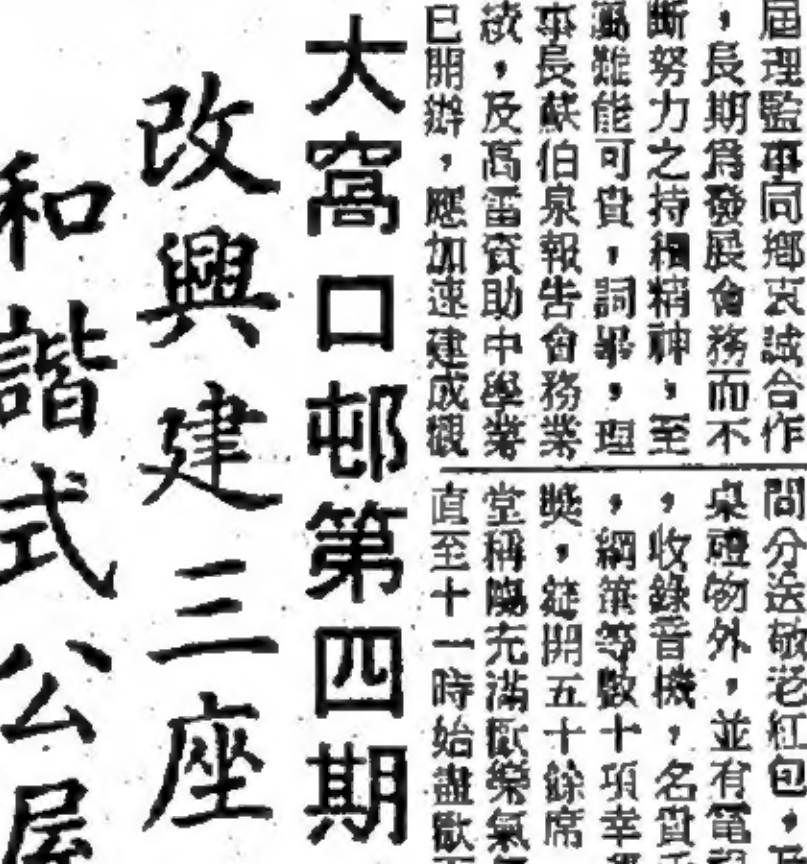 屆理監事同鄉衷誠合作
，長期爲發展會務而不
斷努力之持續精神，至
爲難能可貴，詞畢，理
事長蘇伯泉報告會務業
績，及高雷資助中學業
已開辦，應加速建成觀
問分送敬老紅包，
桌禮物外，並有電
，收錄音機，名貴
，網筆等數十項幸
獎，筵開五十餘席
堂稱觴充滿歡樂氣
直至十一時始盡歡
大窩口邨第四期
改興建三座
和諧式公屋